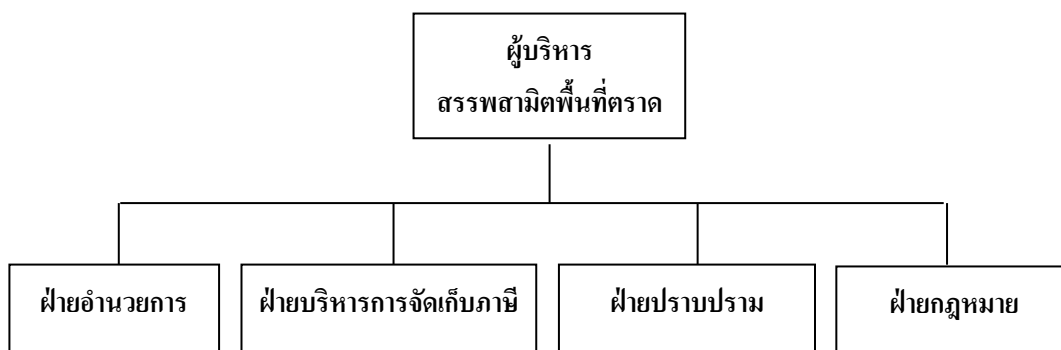 ผู้บริหาร
สรรพสามิตพื้นที่ตราด
ฝ่ายอำนวยการ
ฝ่ายบริหารการจัดเก็บภาษี
ฝ่ายปราบปราม
ฝ่ายกฎหมาย